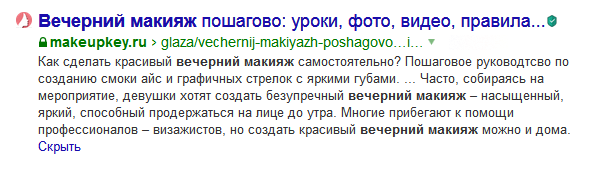 Вечерний макияж пошагово: уроки, фото, видео, правила...
makeupkey.ru › glaza/vechernij-makiyazh-poshagovo…i…
Как сделать красивый вечерний макияж самостоятельно? Пошаговое руководтсво по
созданию смоки айс и графичных стрелок с яркими губами. ... Часто, собираясь на
мероприятие, девушки хотят создать безупречный вечерний макияж – насыщенный,
яркий, способный продержаться на лице до утра. Многие прибегают к помощи
профессионалов – визажистов, но создать красивый вечерний макияж можно и дома.
Скрыть